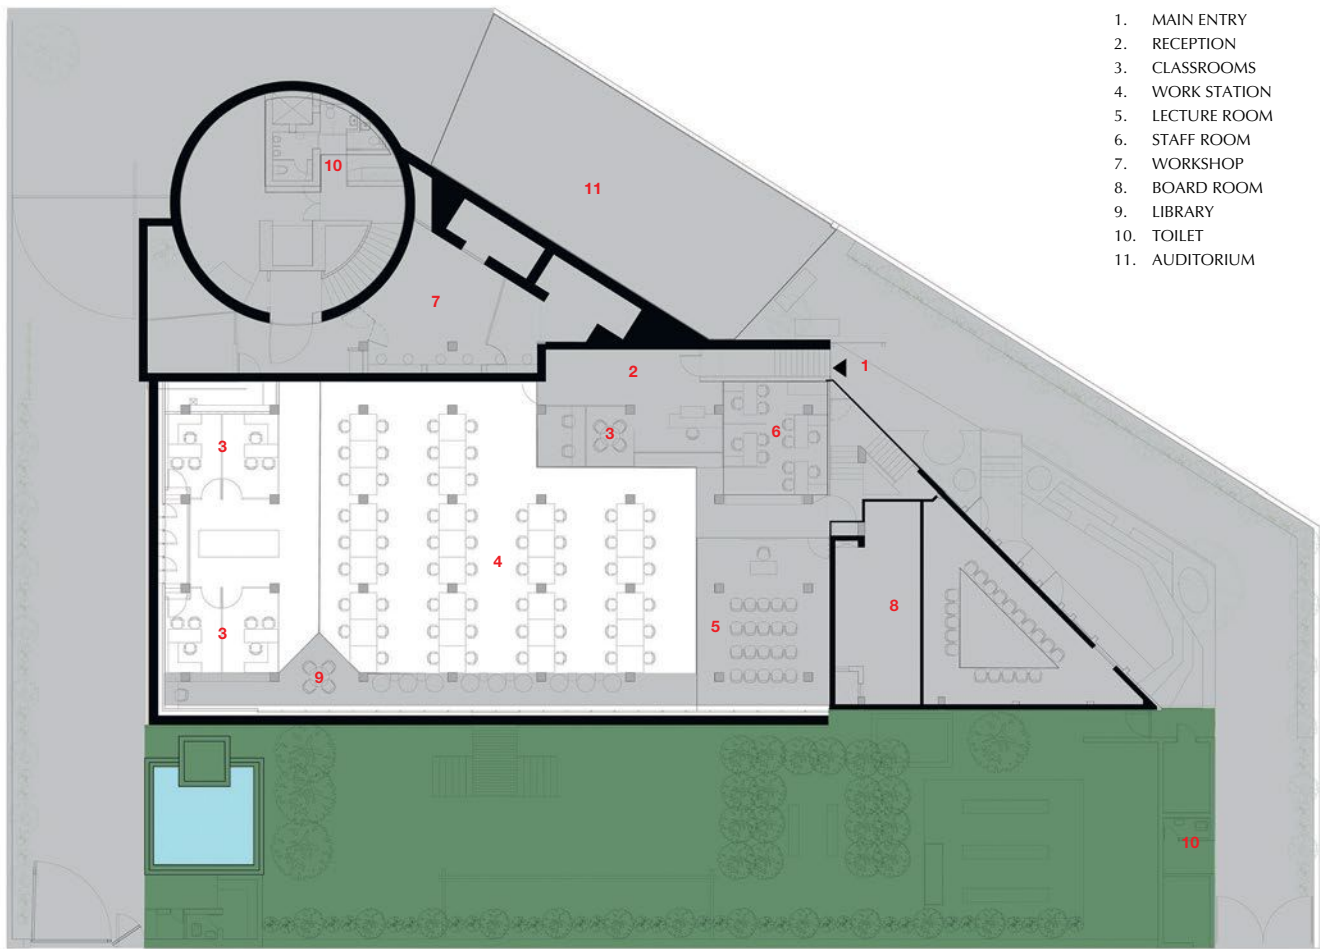 1. MAIN ENTRY
2. RECEPTION
3. CLASSROOMS
4. WORK STATION
5. LECTURE ROOM
6. STAFF ROOM
7. WORKSHOP
8. BOARD ROOM
9. LIBRARY
10. TOILET
11. AUDITORIUM
10
11
7
2
1
3
3
6
4
8
5
3
9
10